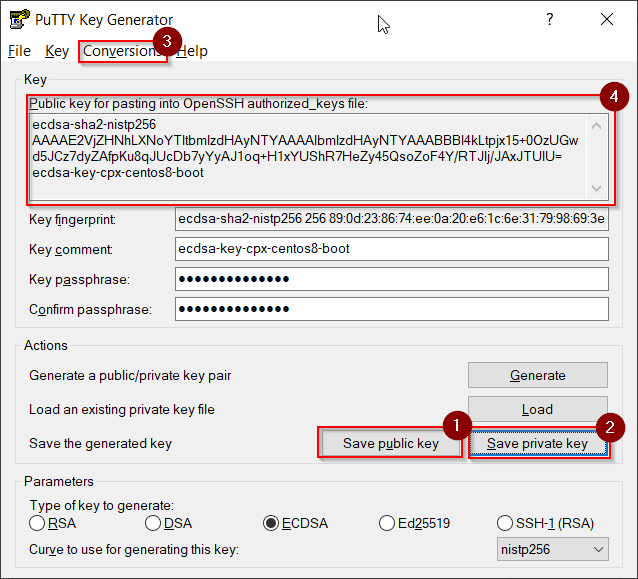 PuTTY Key Generator
?
3
File Key Conversions Help
Key
4
Public key for pasting into OpenSSH authorized_keys file:
ecdsa-sha2-nistp256
AAAAE2VjZHNhLXNoYTItbmlzdHAyNTYAAAAIbmlzdHAyNTYAAABBBI4kLtpjx15+0OzUGw
d5JCz7dyZAfpKu8qJUcDb7yYyAJ1oq+H1xYUShR7HeZy45QsoZoF4Y/RTJIj/JAxJTUIU=
ecdsa-key-cpx-centos8-boot
Key fingerprint: ecdsa-sha2-nistp256 256 89:0d:23:86:74:ee:0a:20:e6:1c:6e:31:79:98:69:3e
Key comment: ecdsa-key-cpx-centos8-boot
Key passphrase: ●●●●●●●●●●●●●●
Confirm passphrase: ●●●●●●●●●●●●●●
Actions
Generate a public/private key pair Generate
Load an existing private key file Load
1 2
Save the generated key Save public key Save private key
Parameters
Type of key to generate:
RSA DSA ECDSA Ed25519 SSH-1 (RSA)
Curve to use for generating this key: nistp256